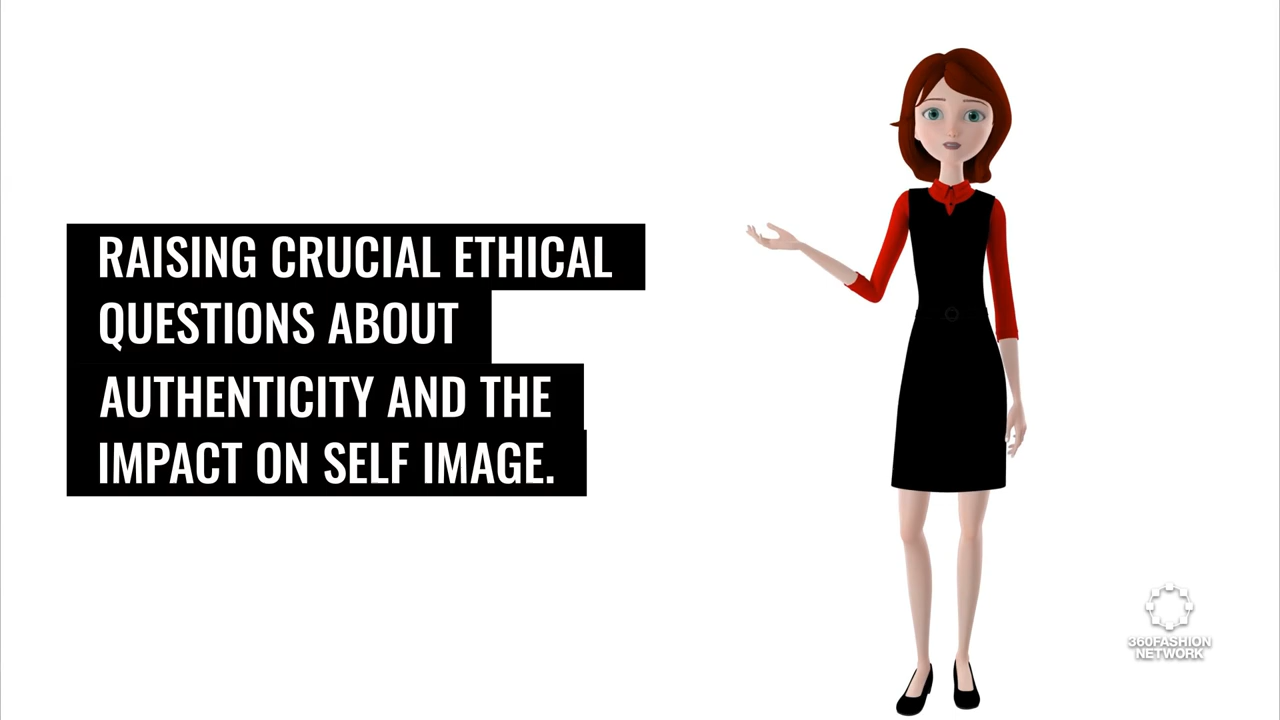 RAISING CRUCIAL ETHICAL
QUESTIONS ABOUT
AUTHENTICITY AND THE
IMPACT ON SELF IMAGE.
360FASHION
NETWORK